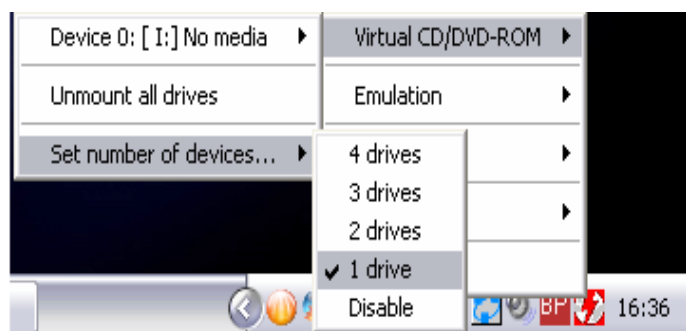 Device 0: [ I:] No media
Unmount all drives
Set number of devices...
Virtual CD/DVD-ROM
Emulation
4 drives
3 drives
2 drives
1 drive
Disable
BP
16:36